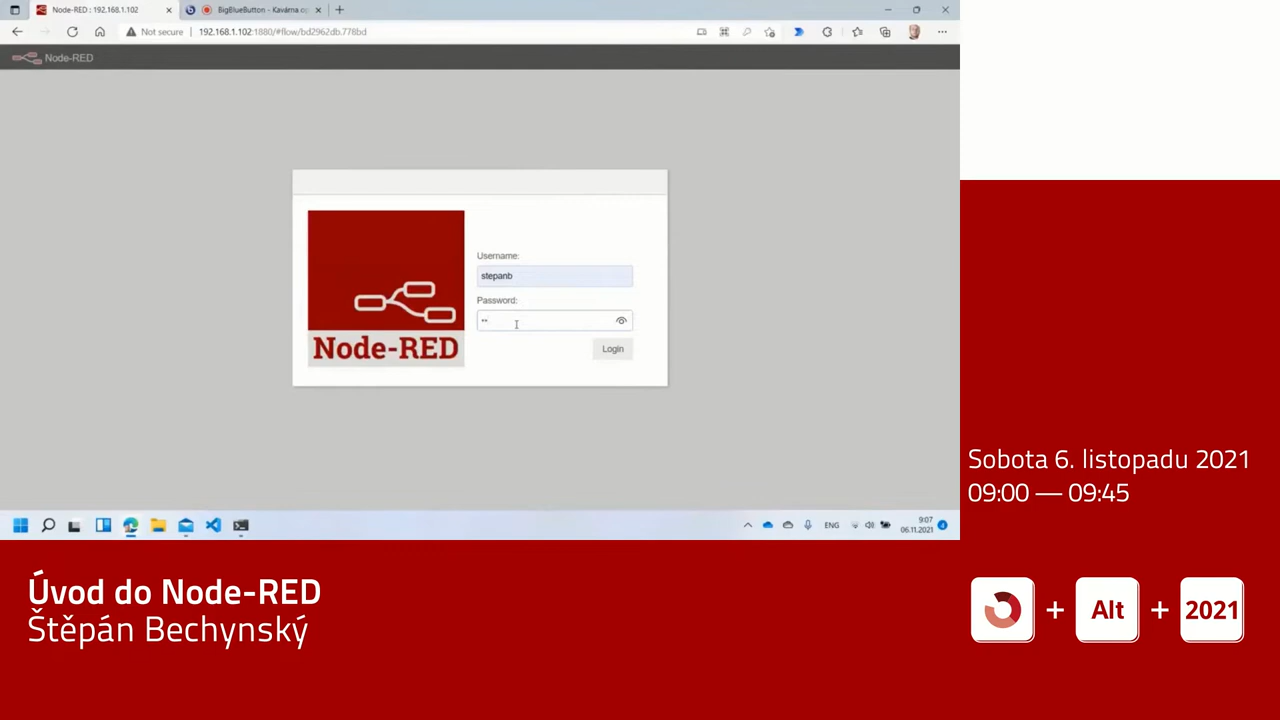 Node-RED : 192.168.1.102
BigBlueButton - Kavárna o
Not secure
192.168.1.102:1880/#flow/bd2962db.778bd
Node-RED
Username:
stepanb
Password:
Login
Node-RED
ENG
9:07
06.11.2021
Sobota 6. listopadu 2021
09:00 — 09:45
Úvod do Node-RED
Štěpán Bechynský
+ Alt + 2021